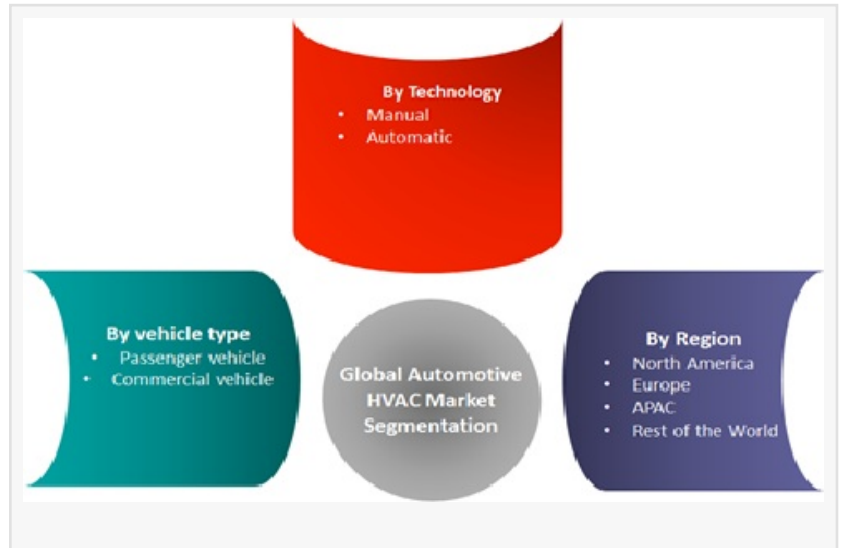 By Technology
• Manual
• Automatic
By vehicle type
• Passenger vehicle
• Commercial vehicle
Global Automotive
HVAC Market
Segmentation
By Region
• North America
• Europe
• APAC
• Rest of the World